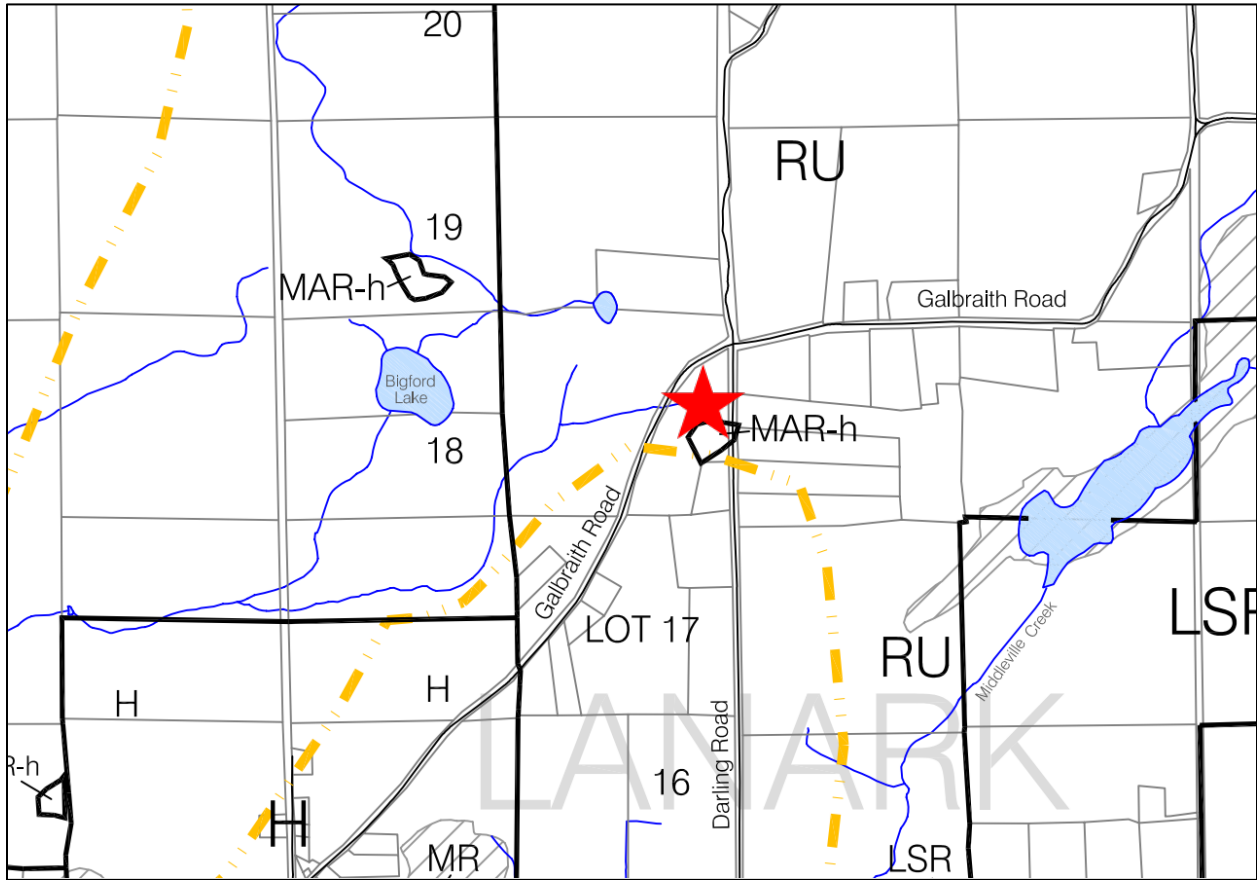 20
RU
19
MAR-h
Galbraith Road
Bigford
Lake
MAR-h
18
Galbraith Road
LOT 17
RU
LSR
Middleville Creek
H
H
LANARK
16
Darling Road
R-h
H
MR
LSR